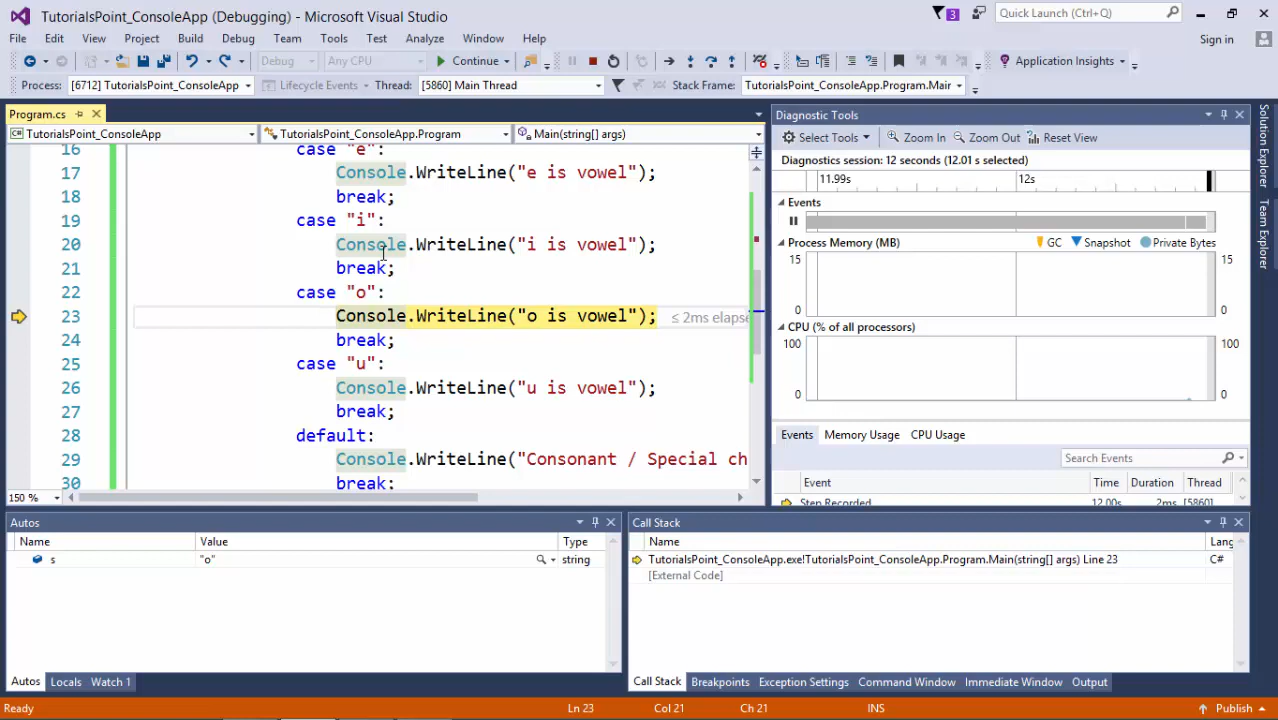 TutorialsPoint_ConsoleApp (Debugging) - Microsoft Visual Studio
3
Quick Launch (Ctrl+Q)
File Edit View Project Build Debug Team Tools Test Analyze Window Help
Sign in
Debug Any CPU Continue Application Insights
Process: [6712] TutorialsPoint_ConsoleApp Lifecycle Events Thread: [5860] Main Thread Stack Frame: TutorialsPoint_ConsoleApp.Program.Main
Program.cs
TutorialsPoint_ConsoleApp TutorialsPoint_ConsoleApp.Program Main(string[] args)
16 case "e":
17 Console.WriteLine("e is vowel");
18 break;
19 case "i":
20 Console.WriteLine("i is vowel");
21 break;
22 case "o":
23 Console.WriteLine("o is vowel"); ≤ 2ms elapse
24 break;
25 case "u":
26 Console.WriteLine("u is vowel");
27 break;
28 default:
29 Console.WriteLine("Consonant / Special ch
30 break;
150 %
Diagnostic Tools
Select Tools Zoom In Zoom Out Reset View
Diagnostics session: 12 seconds (12.01 s selected)
11.99s 12s
Events
Process Memory (MB) GC Snapshot Private Bytes
15 15
0 0
CPU (% of all processors)
100 100
0 0
Events Memory Usage CPU Usage
Search Events
Event Time Duration Thread
Step Recorded 12.00s 2ms [5860]
Solution Explorer
Team Explorer
Autos
Name Value Type
s "o" string
Autos Locals Watch 1
Call Stack
Name Lang
TutorialsPoint_ConsoleApp.exe!TutorialsPoint_ConsoleApp.Program.Main(string[] args) Line 23 C#
[External Code]
Call Stack Breakpoints Exception Settings Command Window Immediate Window Output
Ready Ln 23 Col 21 Ch 21 INS Publish